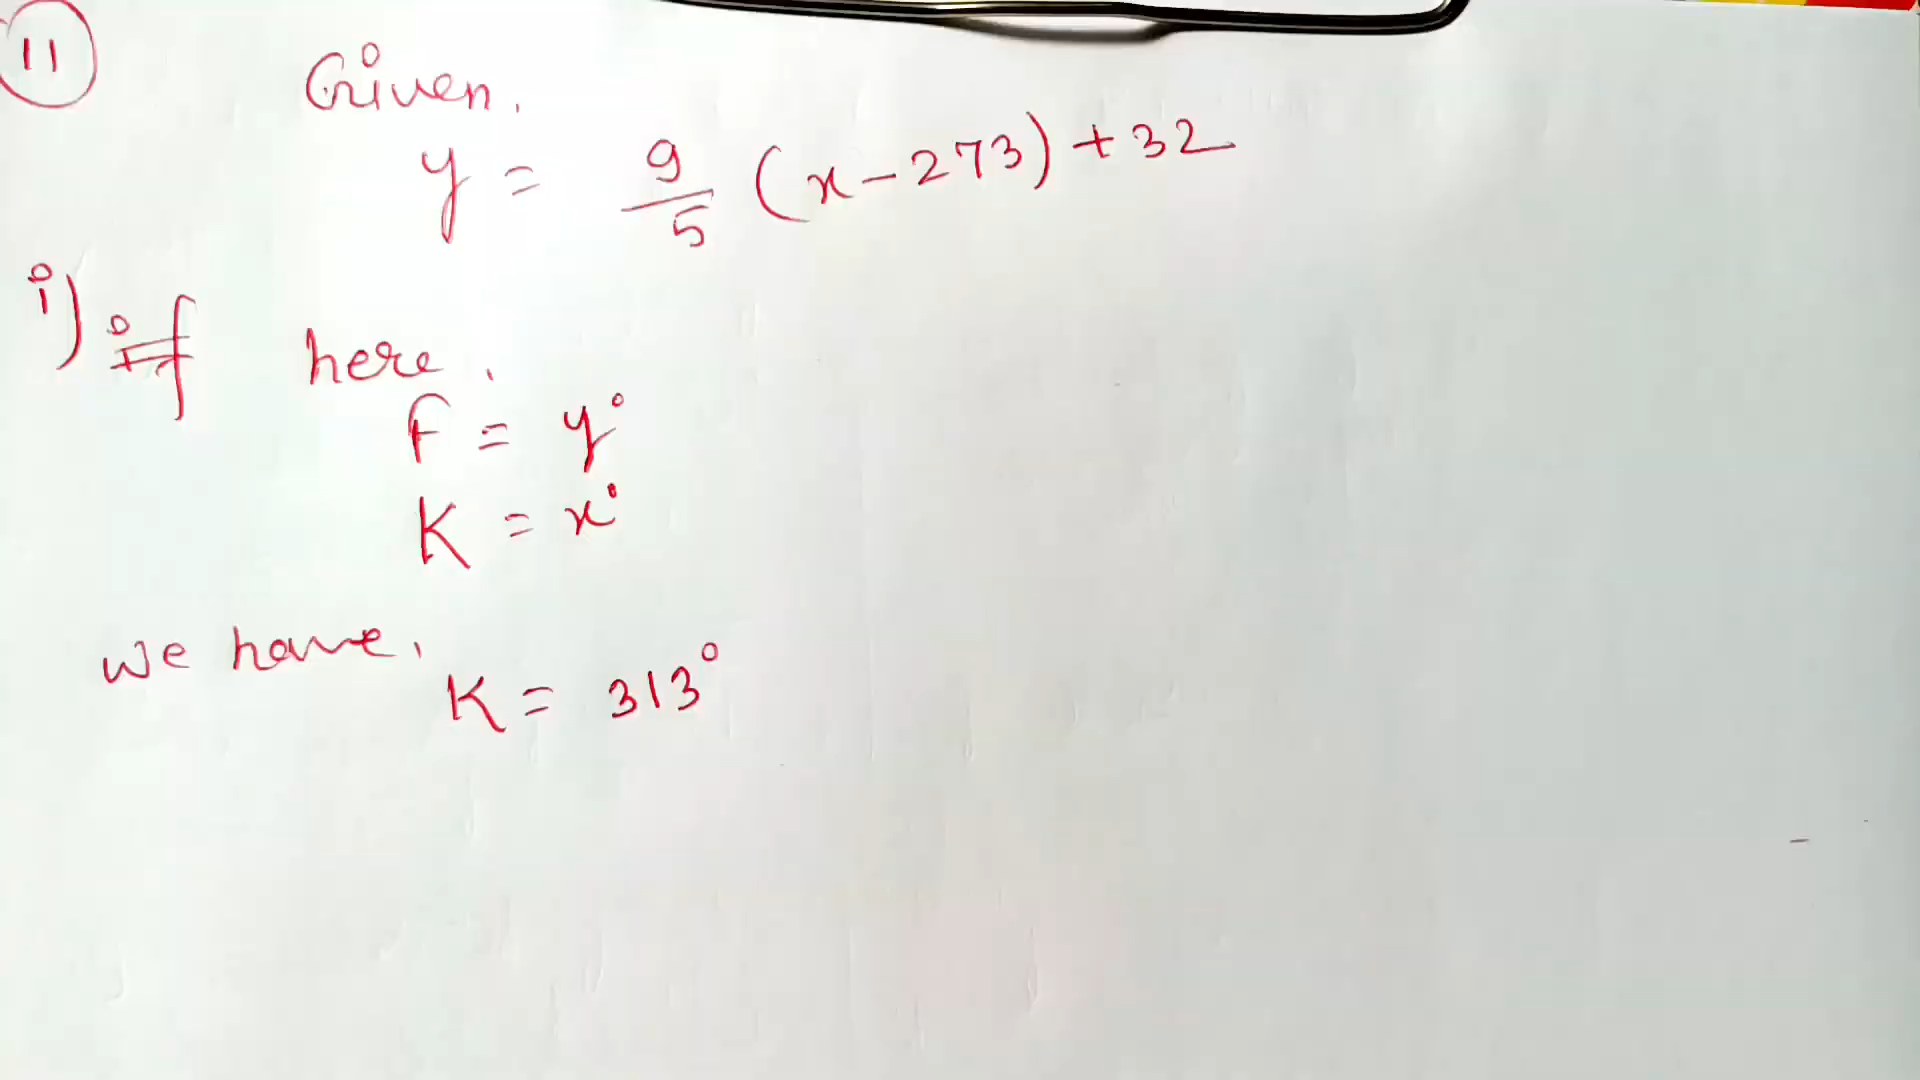 11
Given,
y = 9/5 (x-273) + 32
i) if here,
F = y°
K = x°
we have,
K = 313°